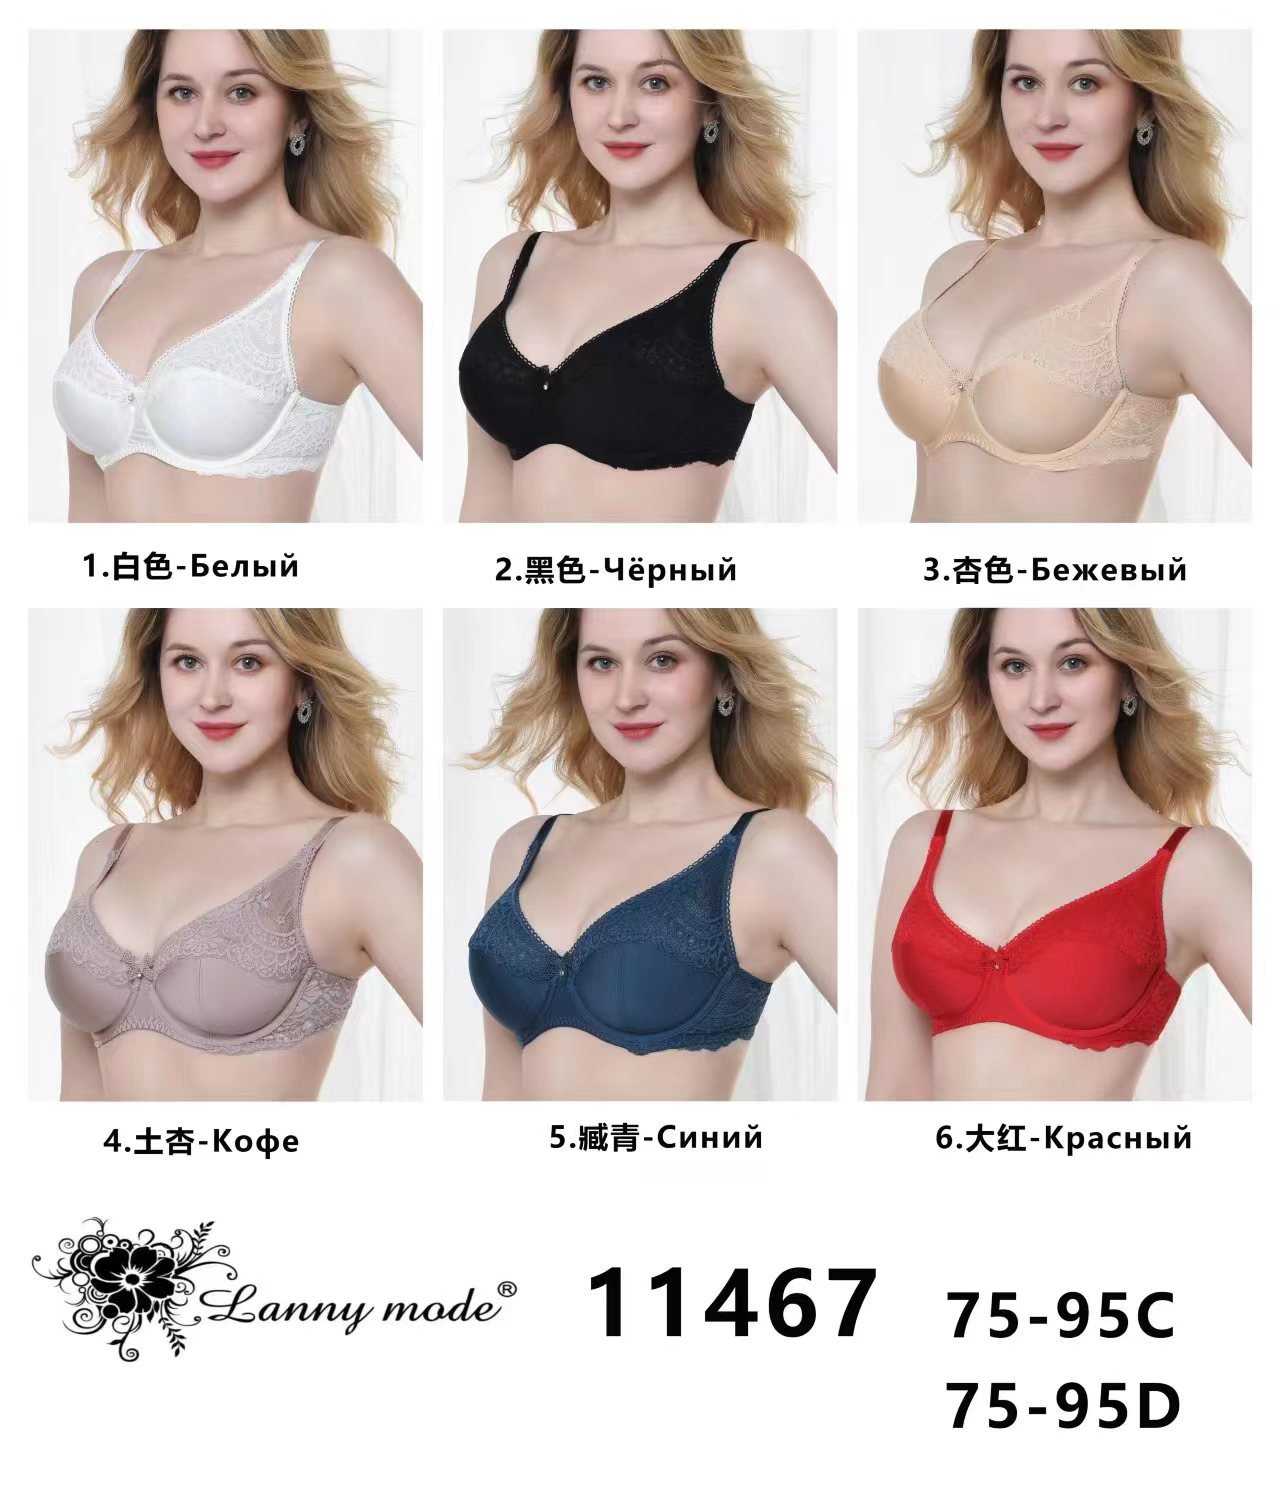 1.白色-Белый
2.黑色-Чёрный
3.杏色-Бежевый
4.土杏-Кофе
5.臧青-Синий
6.大红-Красный
Lanny mode®
11467
75-95C
75-95D